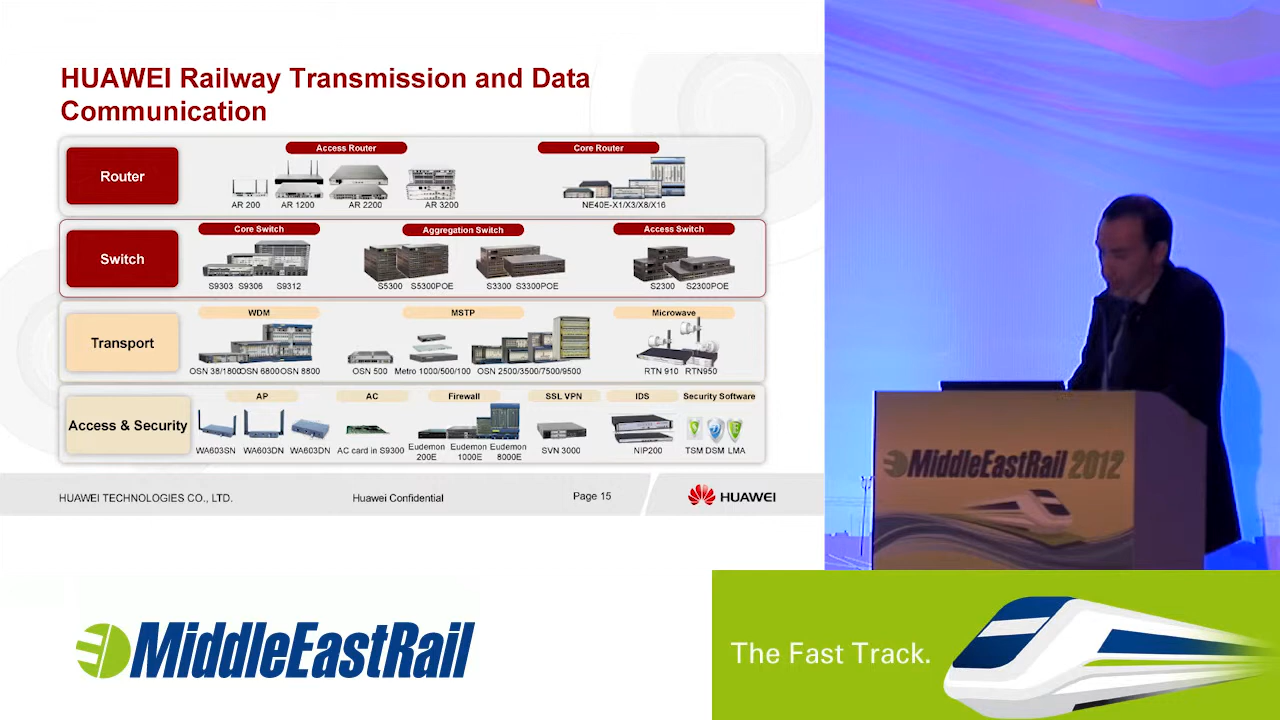 HUAWEI Railway Transmission and Data
Communication
Router
Access Router
Core Router
AR 200
AR 1200
AR 2200
AR 3200
NE40E-X1/X3/X8/X16
Switch
Core Switch
Aggregation Switch
Access Switch
S9303 S9306 S9312
S5300 S5300POE
S3300 S3300POE
S2300 S2300POE
Transport
WDM
MSTP
Microwave
OSN 38/1800OSN 6800OSN 8800
OSN 500
Metro 1000/500/100
OSN 2500/3500/7500/9500
RTN 910 RTN950
Access & Security
AP
AC
Firewall
SSL VPN
IDS
Security Software
WA603SN
WA603DN
WA603DN
AC card in S9300
Eudemon
200E
Eudemon
1000E
Eudemon
8000E
SVN 3000
NIP200
TSM DSM LMA
HUAWEI TECHNOLOGIES CO., LTD.
Huawei Confidential
Page 15
HUAWEI
MiddleEastRail 2012
MiddleEastRail
The Fast Track.